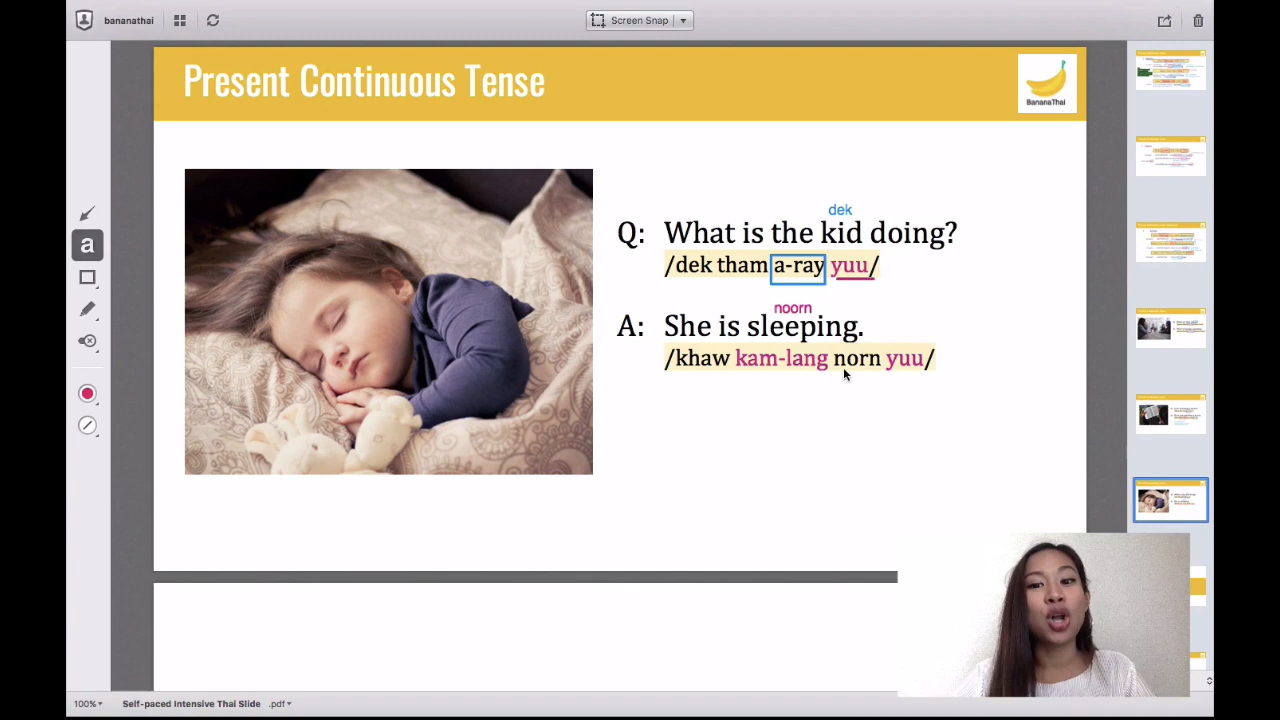 bananathai
Screen Snap
Present Continuous Tense
BananaThai
dek
Q: What is the kid doing?
/dek tham a-ray yuu/
noorn
A: She is sleeping.
/khaw kam-lang norn yuu/
a
100%
Self-paced Intensive Thai Slide .pdf